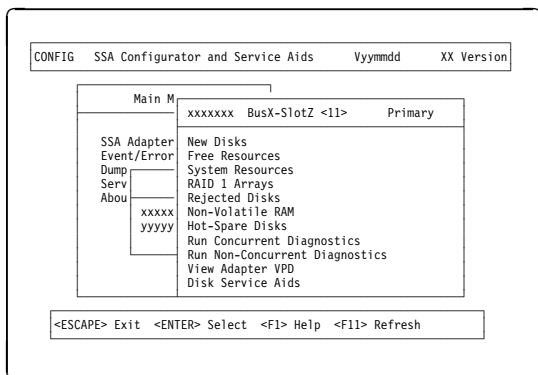 CONFIG SSA Configurator and Service Aids Vyymmdd XX Version
Main M
xxxxxxx BusX-SlotZ <11> Primary
SSA Adapter
Event/Error
Dump
Serv
Abou
xxxxx
yyyyy
New Disks
Free Resources
System Resources
RAID 1 Arrays
Rejected Disks
Non-Volatile RAM
Hot-Spare Disks
Run Concurrent Diagnostics
Run Non-Concurrent Diagnostics
View Adapter VPD
Disk Service Aids
<ESCAPE> Exit <ENTER> Select <F1> Help <F11> Refresh